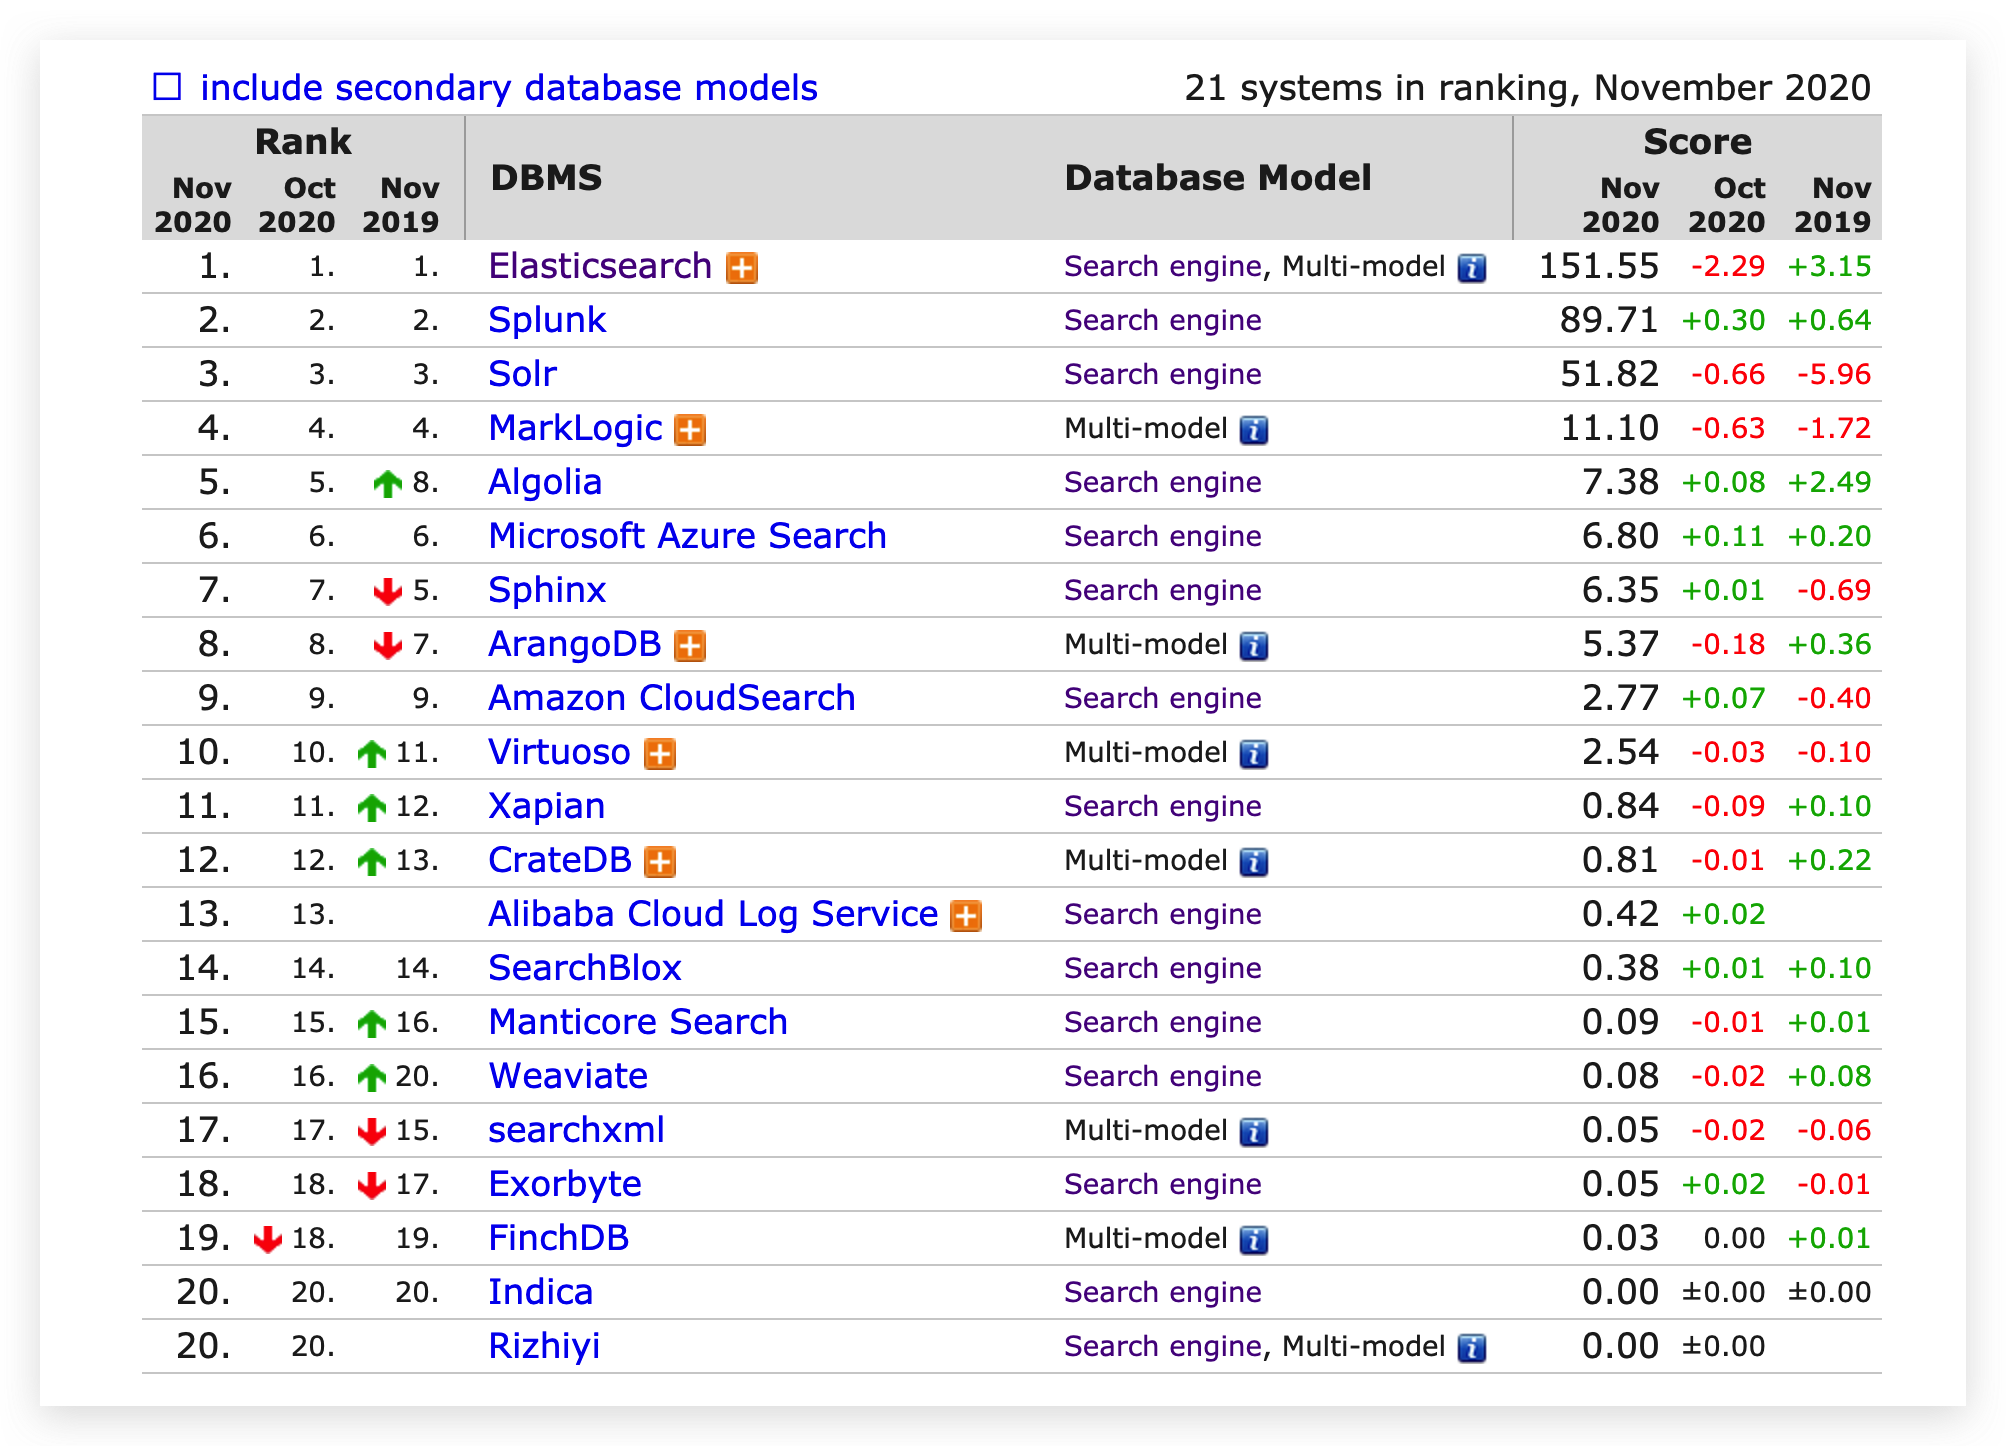 include secondary database models 21 systems in ranking, November 2020
Rank DBMS Database Model Score
Nov 2020 Oct 2020 Nov 2019 Nov 2020 Oct 2020 Nov 2019
1. 1. 1. Elasticsearch Search engine, Multi-model 151.55 -2.29 +3.15
2. 2. 2. Splunk Search engine 89.71 +0.30 +0.64
3. 3. 3. Solr Search engine 51.82 -0.66 -5.96
4. 4. 4. MarkLogic Multi-model 11.10 -0.63 -1.72
5. 5. 8. Algolia Search engine 7.38 +0.08 +2.49
6. 6. 6. Microsoft Azure Search Search engine 6.80 +0.11 +0.20
7. 7. 5. Sphinx Search engine 6.35 +0.01 -0.69
8. 8. 7. ArangoDB Multi-model 5.37 -0.18 +0.36
9. 9. 9. Amazon CloudSearch Search engine 2.77 +0.07 -0.40
10. 10. 11. Virtuoso Multi-model 2.54 -0.03 -0.10
11. 11. 12. Xapian Search engine 0.84 -0.09 +0.10
12. 12. 13. CrateDB Multi-model 0.81 -0.01 +0.22
13. 13. Alibaba Cloud Log Service Search engine 0.42 +0.02
14. 14. 14. SearchBlox Search engine 0.38 +0.01 +0.10
15. 15. 16. Manticore Search Search engine 0.09 -0.01 +0.01
16. 16. 20. Weaviate Search engine 0.08 -0.02 +0.08
17. 17. 15. searchxml Multi-model 0.05 -0.02 -0.06
18. 18. 17. Exorbyte Search engine 0.05 +0.02 -0.01
19. 18. 19. FinchDB Multi-model 0.03 0.00 +0.01
20. 20. 20. Indica Search engine 0.00 ±0.00 ±0.00
20. 20. Rizhiyi Search engine, Multi-model 0.00 ±0.00